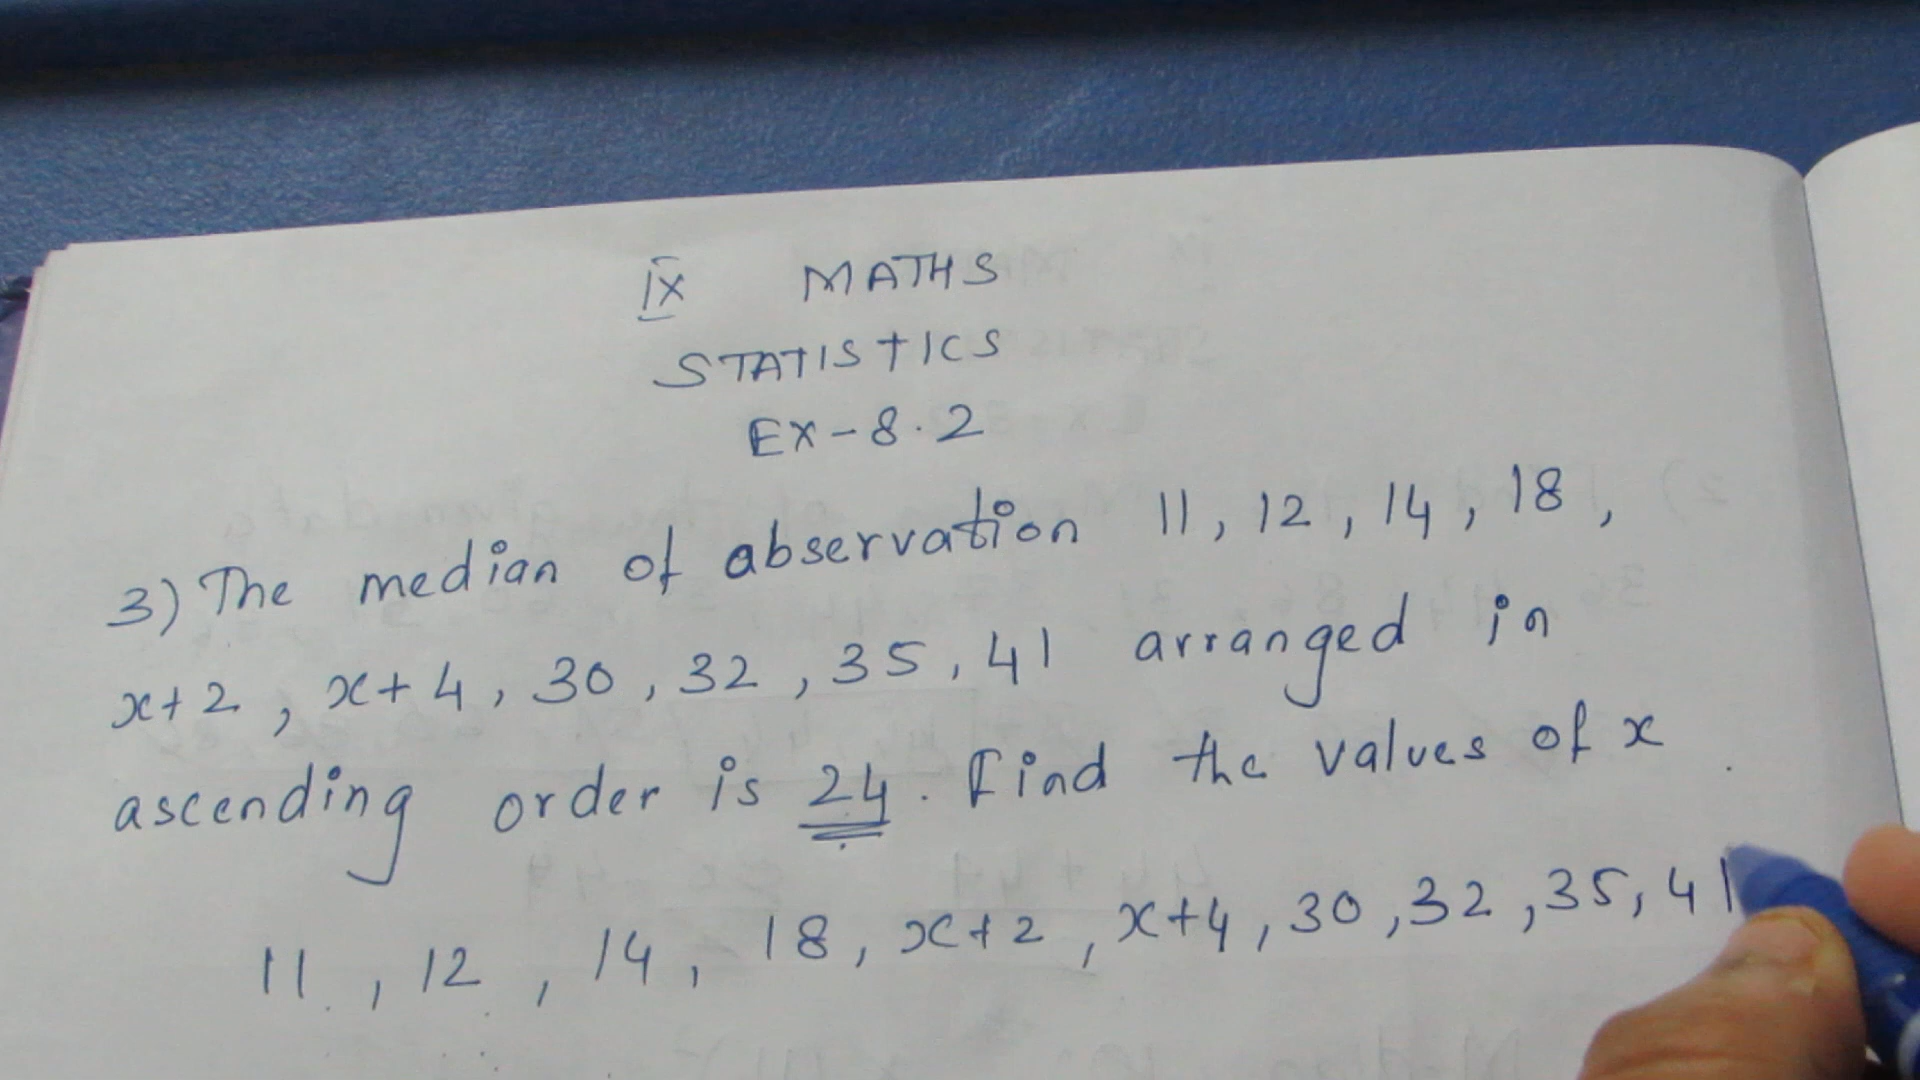 IX MATHS
STATISTICS
EX-8.2
3) The median of observation 11, 12, 14, 18,
x+2, x+4, 30, 32, 35, 41 arranged in
ascending order is 24. Find the values of x
11, 12, 14, 18, x+2, x+4, 30, 32, 35, 41